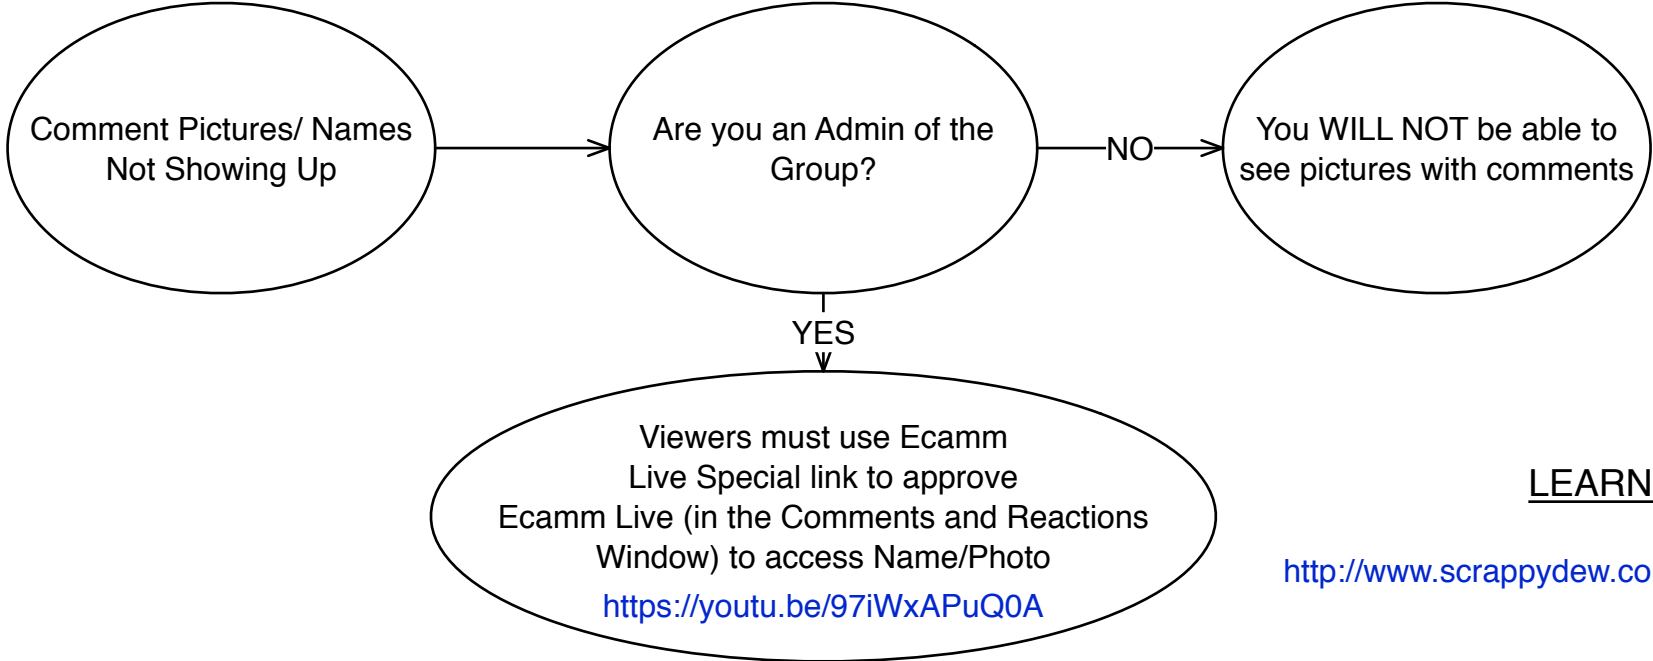 Comment Pictures/ Names
Not Showing Up
Are you an Admin of the
Group?
NO
You WILL NOT be able to
see pictures with comments
YES
Viewers must use Ecamm
Live Special link to approve
Ecamm Live (in the Comments and Reactions
Window) to access Name/Photo
https://youtu.be/97iWxAPuQ0A
LEARN
http://www.scrappydew.co